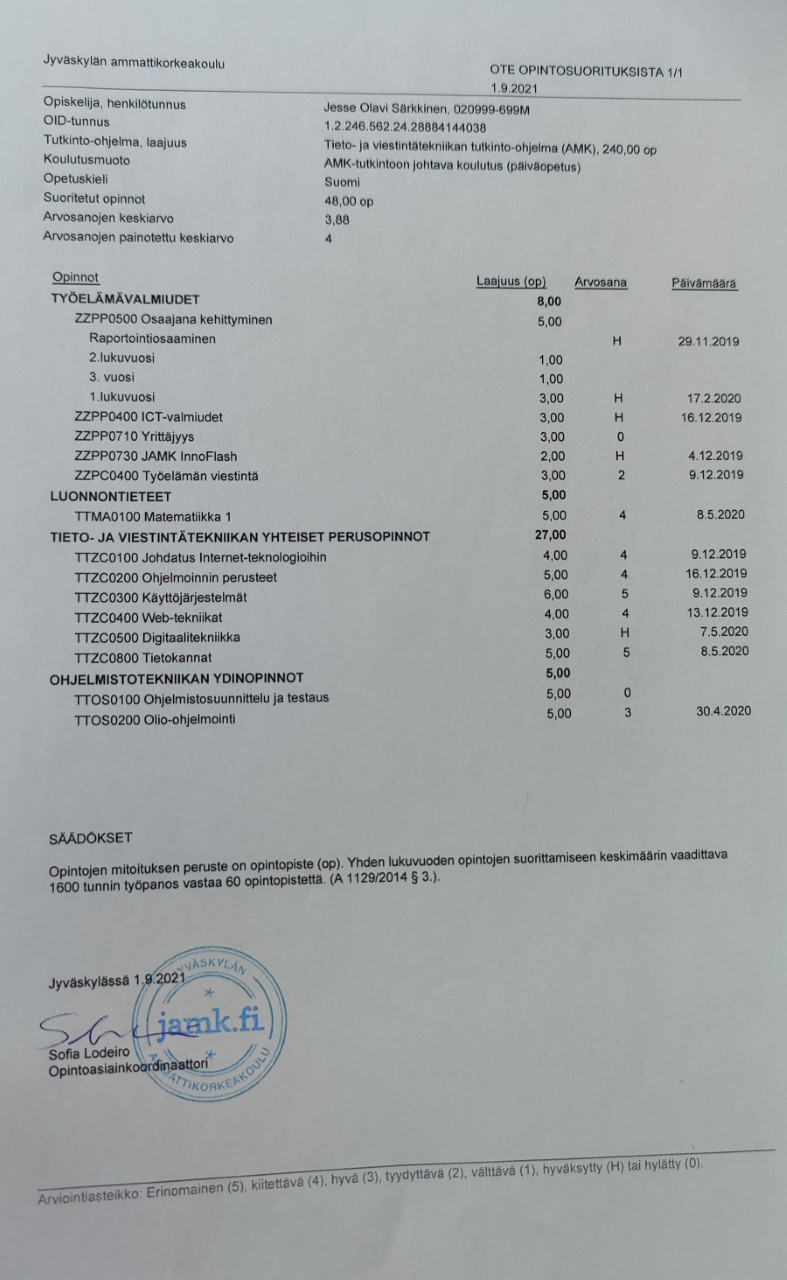 Jyväskylän ammattikorkeakoulu
OTE OPINTOSUORITUKSISTA 1/1
1.9.2021
Opiskelija, henkilötunnus Jesse Olavi Särkkinen, 020999-699M
OID-tunnus 1.2.246.562.24.28884144038
Tutkinto-ohjelma, laajuus Tieto- ja viestintätekniikan tutkinto-ohjelma (AMK), 240,00 op
Koulutusmuoto AMK-tutkintoon johtava koulutus (päiväopetus)
Opetuskieli Suomi
Suoritetut opinnot 48,00 op
Arvosanojen keskiarvo 3,88
Arvosanojen painotettu keskiarvo 4
Opinnot Laajuus (op) Arvosana Päivämäärä
TYÖELÄMÄVALMIUDET 8,00
ZZPP0500 Osaajana kehittyminen 5,00
Raportointiosaaminen H 29.11.2019
2.lukuvuosi 1,00
3. vuosi 1,00
1.lukuvuosi 3,00 H 17.2.2020
ZZPP0400 ICT-valmiudet 3,00 H 16.12.2019
ZZPP0710 Yrittäjyys 3,00 0
ZZPP0730 JAMK InnoFlash 2,00 H 4.12.2019
ZZPC0400 Työelämän viestintä 3,00 2 9.12.2019
LUONNONTIETEET 5,00
TTMA0100 Matematiikka 1 5,00 4 8.5.2020
TIETO- JA VIESTINTÄTEKNIIKAN YHTEISET PERUSOPINNOT 27,00
TTZC0100 Johdatus Internet-teknologioihin 4,00 4 9.12.2019
TTZC0200 Ohjelmoinnin perusteet 5,00 4 16.12.2019
TTZC0300 Käyttöjärjestelmät 6,00 5 9.12.2019
TTZC0400 Web-tekniikat 4,00 4 13.12.2019
TTZC0500 Digitaalitekniikka 3,00 H 7.5.2020
TTZC0800 Tietokannat 5,00 5 8.5.2020
OHJELMISTOTEKNIIKAN YDINOPINNOT 5,00
TTOS0100 Ohjelmistosuunnittelu ja testaus 5,00 0
TTOS0200 Olio-ohjelmointi 5,00 3 30.4.2020
SÄÄDÖKSET
Opintojen mitoituksen peruste on opintopiste (op). Yhden lukuvuoden opintojen suorittamiseen keskimäärin vaadittava
1600 tunnin työpanos vastaa 60 opintopistettä. (A 1129/2014 § 3.).
Jyväskylässä 1.9.2021
JYVÄSKYLÄN
jamk.fi
AMMATTIKORKEAKOULU
Sofia Lodeiro
Opintoasiainkoordinaattori
Arviointiasteikko: Erinomainen (5), kiitettävä (4), hyvä (3), tyydyttävä (2), välttävä (1), hyväksytty (H) tai hylätty (0).